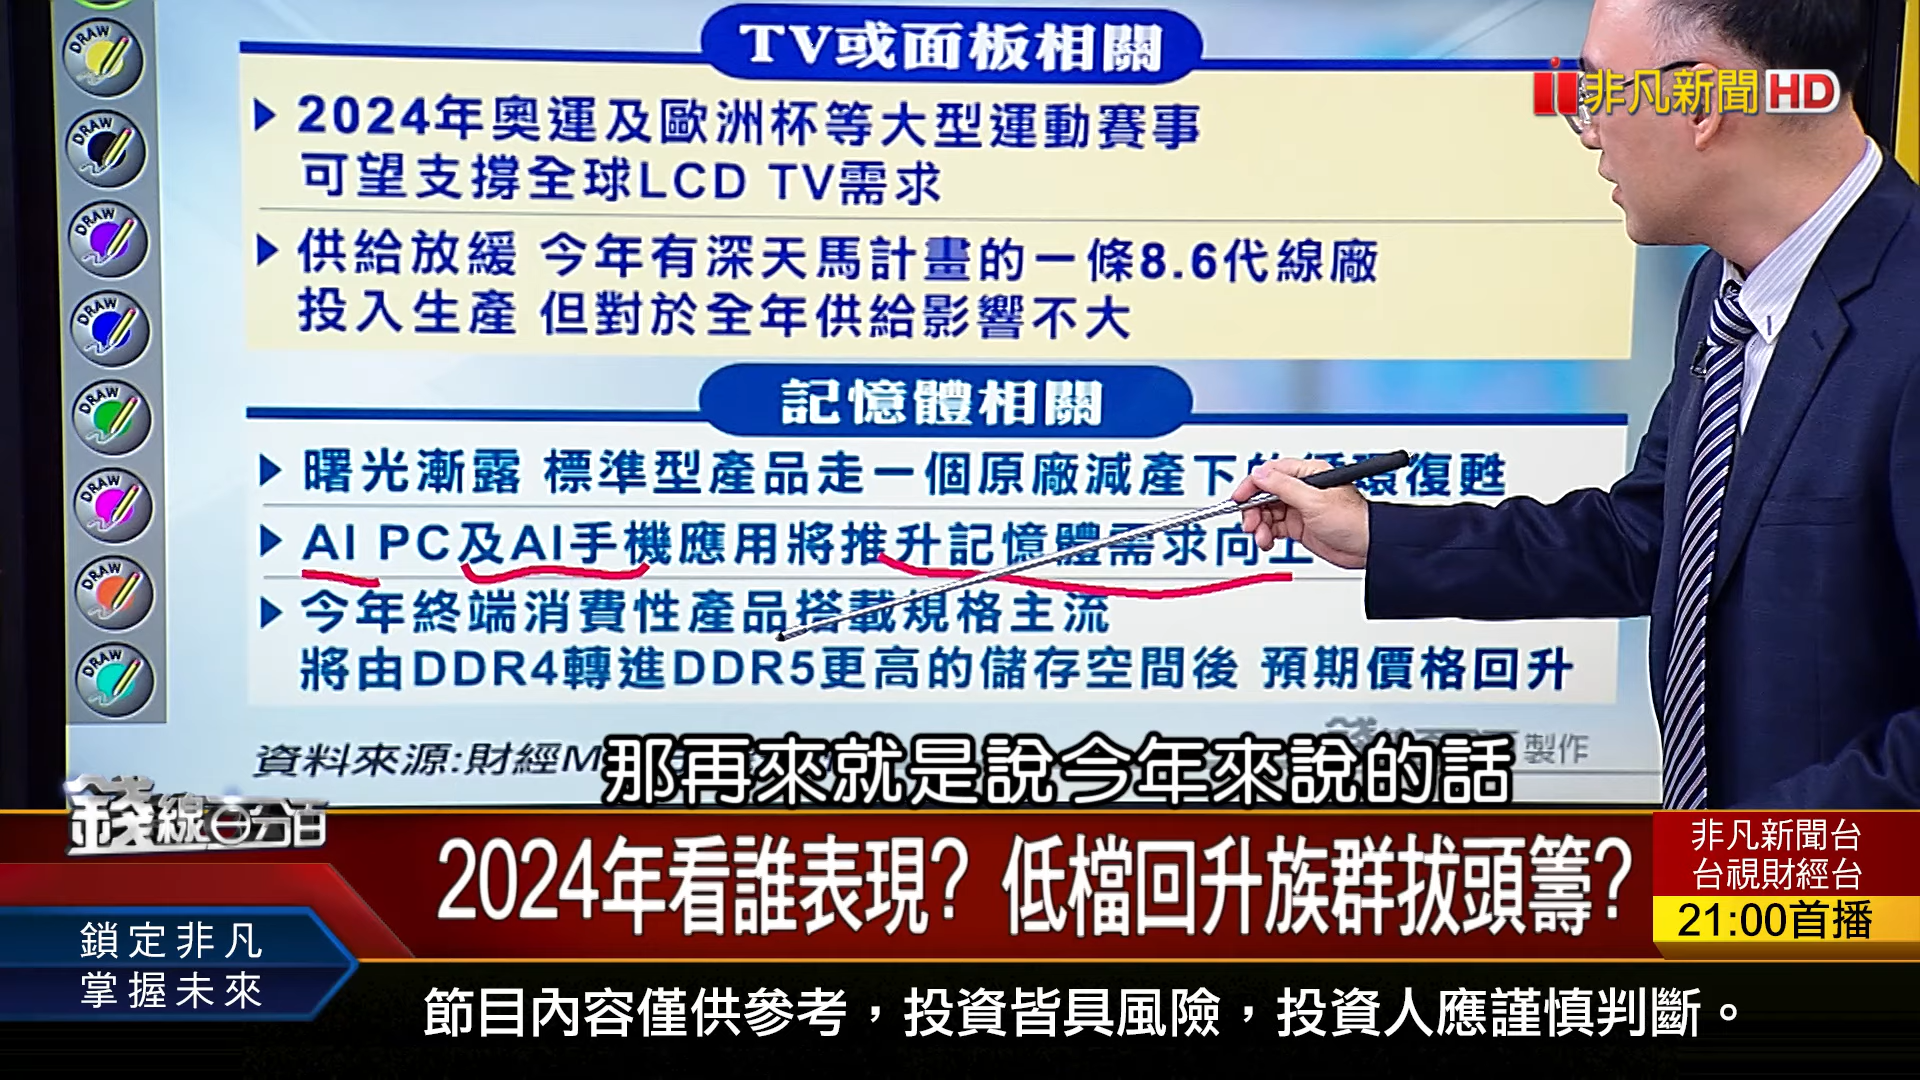 DRAW
DRAW
DRAW
DRAW
DRAW
DRAW
DRAW
DRAW
TV或面板相關
非凡新聞HD
2024年奧運及歐洲杯等大型運動賽事
可望支撐全球LCD TV需求
供給放緩 今年有深天馬計畫的一條8.6代線廠
投入生產 但對於全年供給影響不大
記憶體相關
曙光漸露 標準型產品走一個原廠減產下的循環復甦
AI PC及AI手機應用將推升記憶體需求向上
今年終端消費性產品搭載規格主流
將由DDR4轉進DDR5更高的儲存空間後 預期價格回升
資料來源:財經M
製作
那再來就是說今年來說的話
錢線百分百
2024年看誰表現? 低檔回升族群拔頭籌?
非凡新聞台
台視財經台
21:00首播
鎖定非凡
掌握未來
節目內容僅供參考，投資皆具風險，投資人應謹慎判斷。